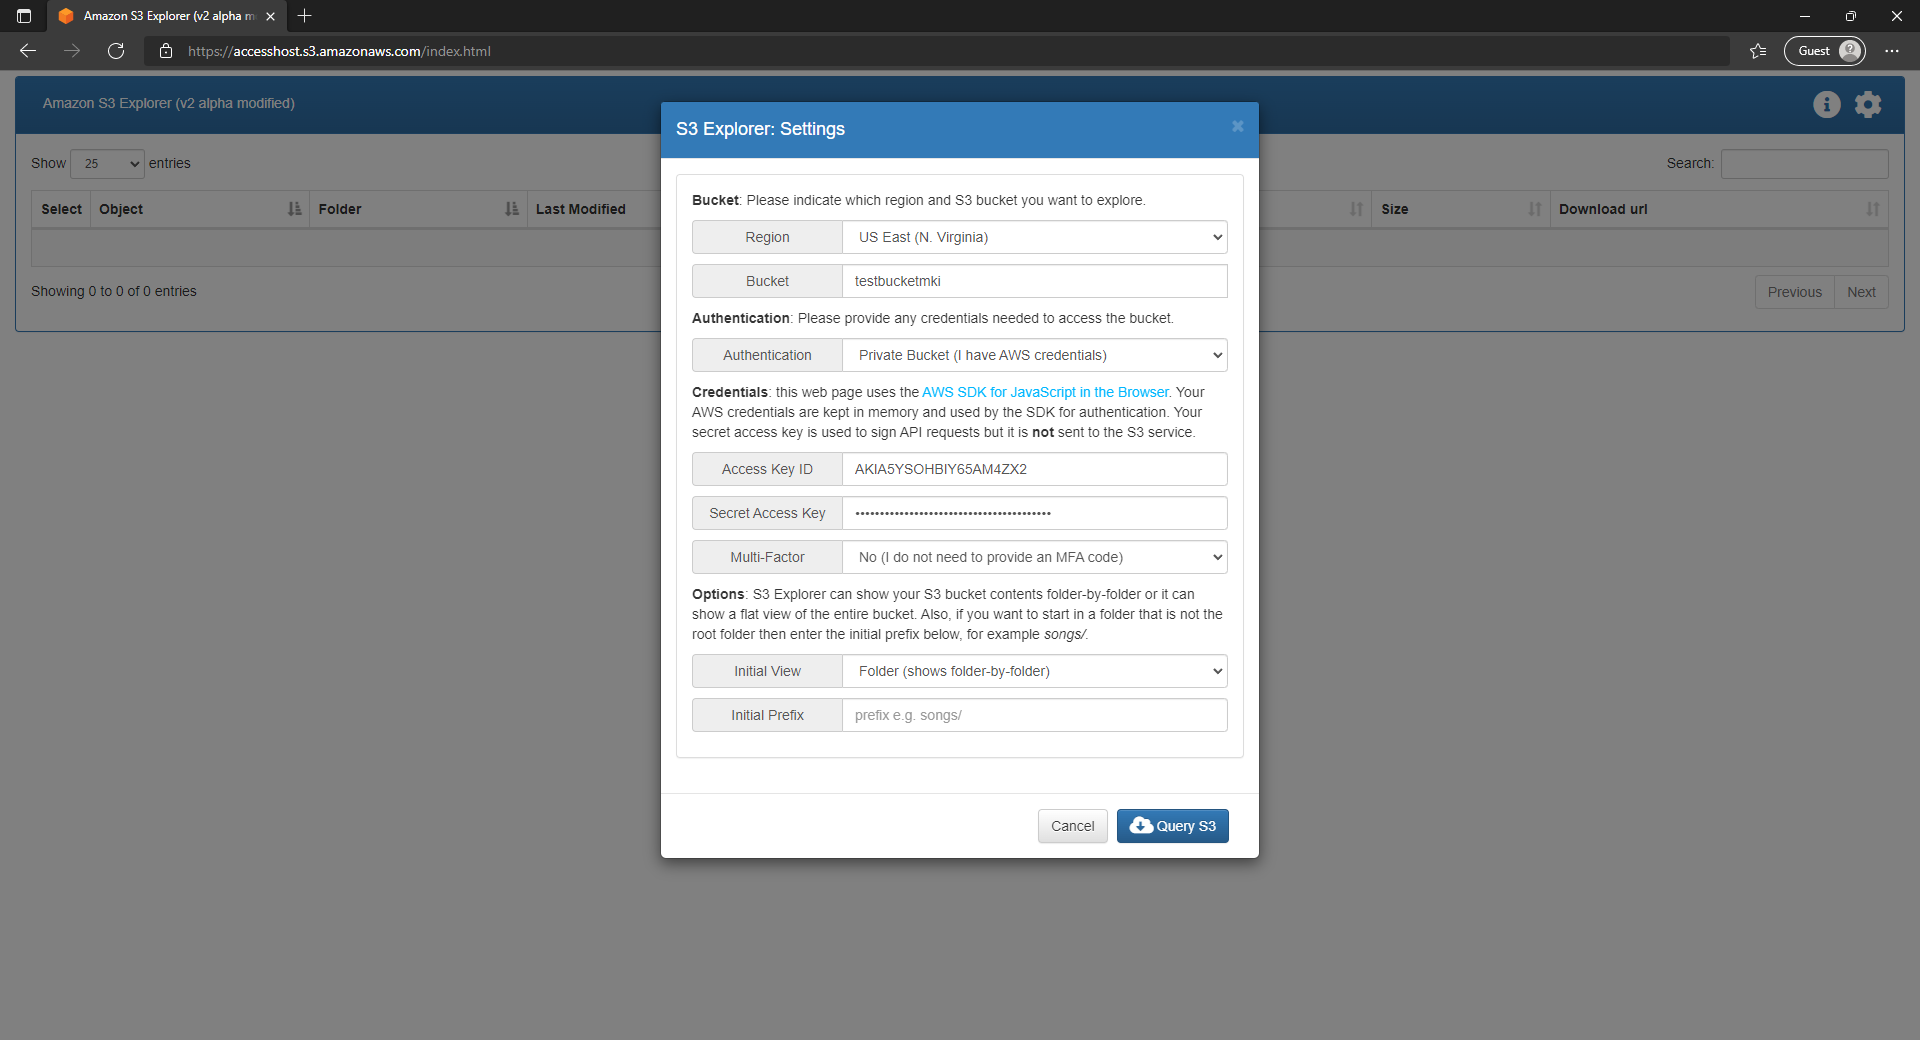 Amazon S3 Explorer (v2 alpha m
https://accesshost.s3.amazonaws.com/index.html
Guest
Amazon S3 Explorer (v2 alpha modified)
Show 25 entries
Search:
Select Object Folder Last Modified Size Download url
Showing 0 to 0 of 0 entries
Previous Next
S3 Explorer: Settings
Bucket: Please indicate which region and S3 bucket you want to explore.
Region US East (N. Virginia)
Bucket testbucketmki
Authentication: Please provide any credentials needed to access the bucket.
Authentication Private Bucket (I have AWS credentials)
Credentials: this web page uses the AWS SDK for JavaScript in the Browser. Your
AWS credentials are kept in memory and used by the SDK for authentication. Your
secret access key is used to sign API requests but it is not sent to the S3 service.
Access Key ID AKIA5YSOHBIY65AM4ZX2
Secret Access Key ••••••••••••••••••••••••••••••••••••••••
Multi-Factor No (I do not need to provide an MFA code)
Options: S3 Explorer can show your S3 bucket contents folder-by-folder or it can
show a flat view of the entire bucket. Also, if you want to start in a folder that is not the
root folder then enter the initial prefix below, for example songs/.
Initial View Folder (shows folder-by-folder)
Initial Prefix prefix e.g. songs/
Cancel Query S3